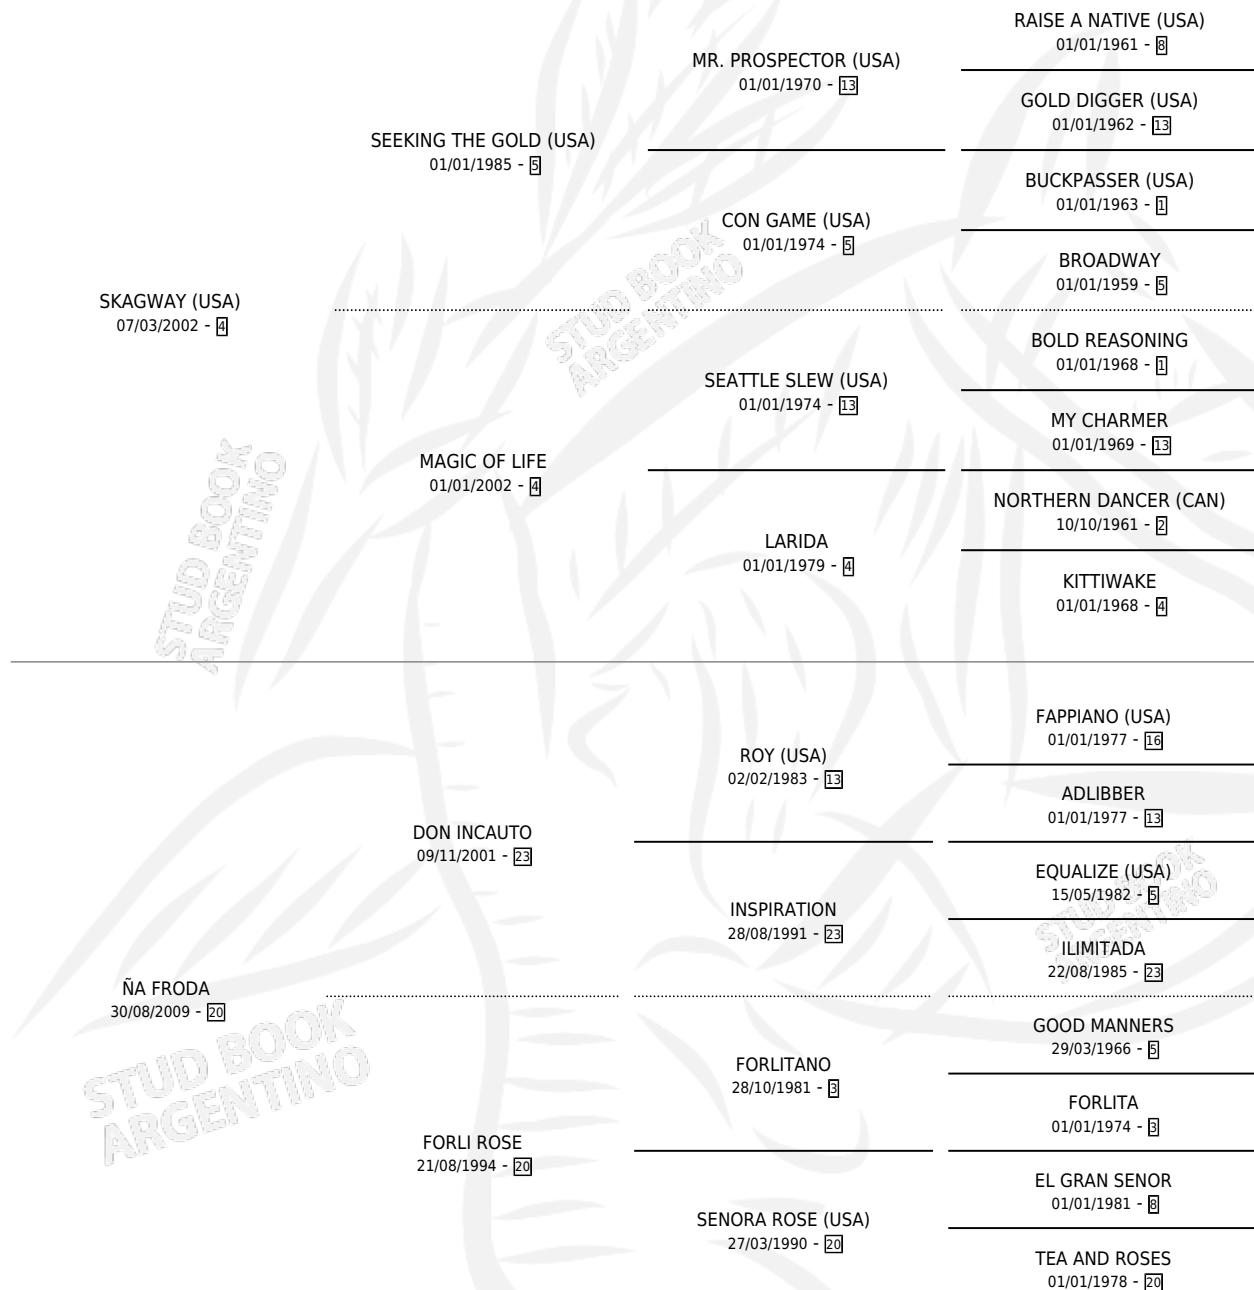 RAISE A NATIVE (USA)
01/01/1961 - 8
MR. PROSPECTOR (USA)
01/01/1970 - 13
GOLD DIGGER (USA)
01/01/1962 - 13
SEEKING THE GOLD (USA)
01/01/1985 - 5
BUCKPASSER (USA)
01/01/1963 - 1
CON GAME (USA)
01/01/1974 - 5
BROADWAY
01/01/1959 - 5
SKAGWAY (USA)
07/03/2002 - 4
BOLD REASONING
01/01/1968 - 1
SEATTLE SLEW (USA)
01/01/1974 - 13
MY CHARMER
01/01/1969 - 13
MAGIC OF LIFE
01/01/2002 - 4
NORTHERN DANCER (CAN)
10/10/1961 - 2
LARIDA
01/01/1979 - 4
KITTIWAKE
01/01/1968 - 4
FAPPIANO (USA)
01/01/1977 - 16
ROY (USA)
02/02/1983 - 13
ADLIBBER
01/01/1977 - 13
DON INCAUTO
09/11/2001 - 23
EQUALIZE (USA)
15/05/1982 - 5
INSPIRATION
28/08/1991 - 23
ILIMITADA
22/08/1985 - 23
ÑA FRODA
30/08/2009 - 20
GOOD MANNERS
29/03/1966 - 5
FORLITANO
28/10/1981 - 3
FORLITA
01/01/1974 - 3
FORLI ROSE
21/08/1994 - 20
EL GRAN SENOR
01/01/1981 - 8
SENORA ROSE (USA)
27/03/1990 - 20
TEA AND ROSES
01/01/1978 - 20
STUD BOOK
ARGENTINO
STUD BOOK
ARGENTINO
STUD BOOK
ARGENTINO
STUD BOOK
ARGENTINO